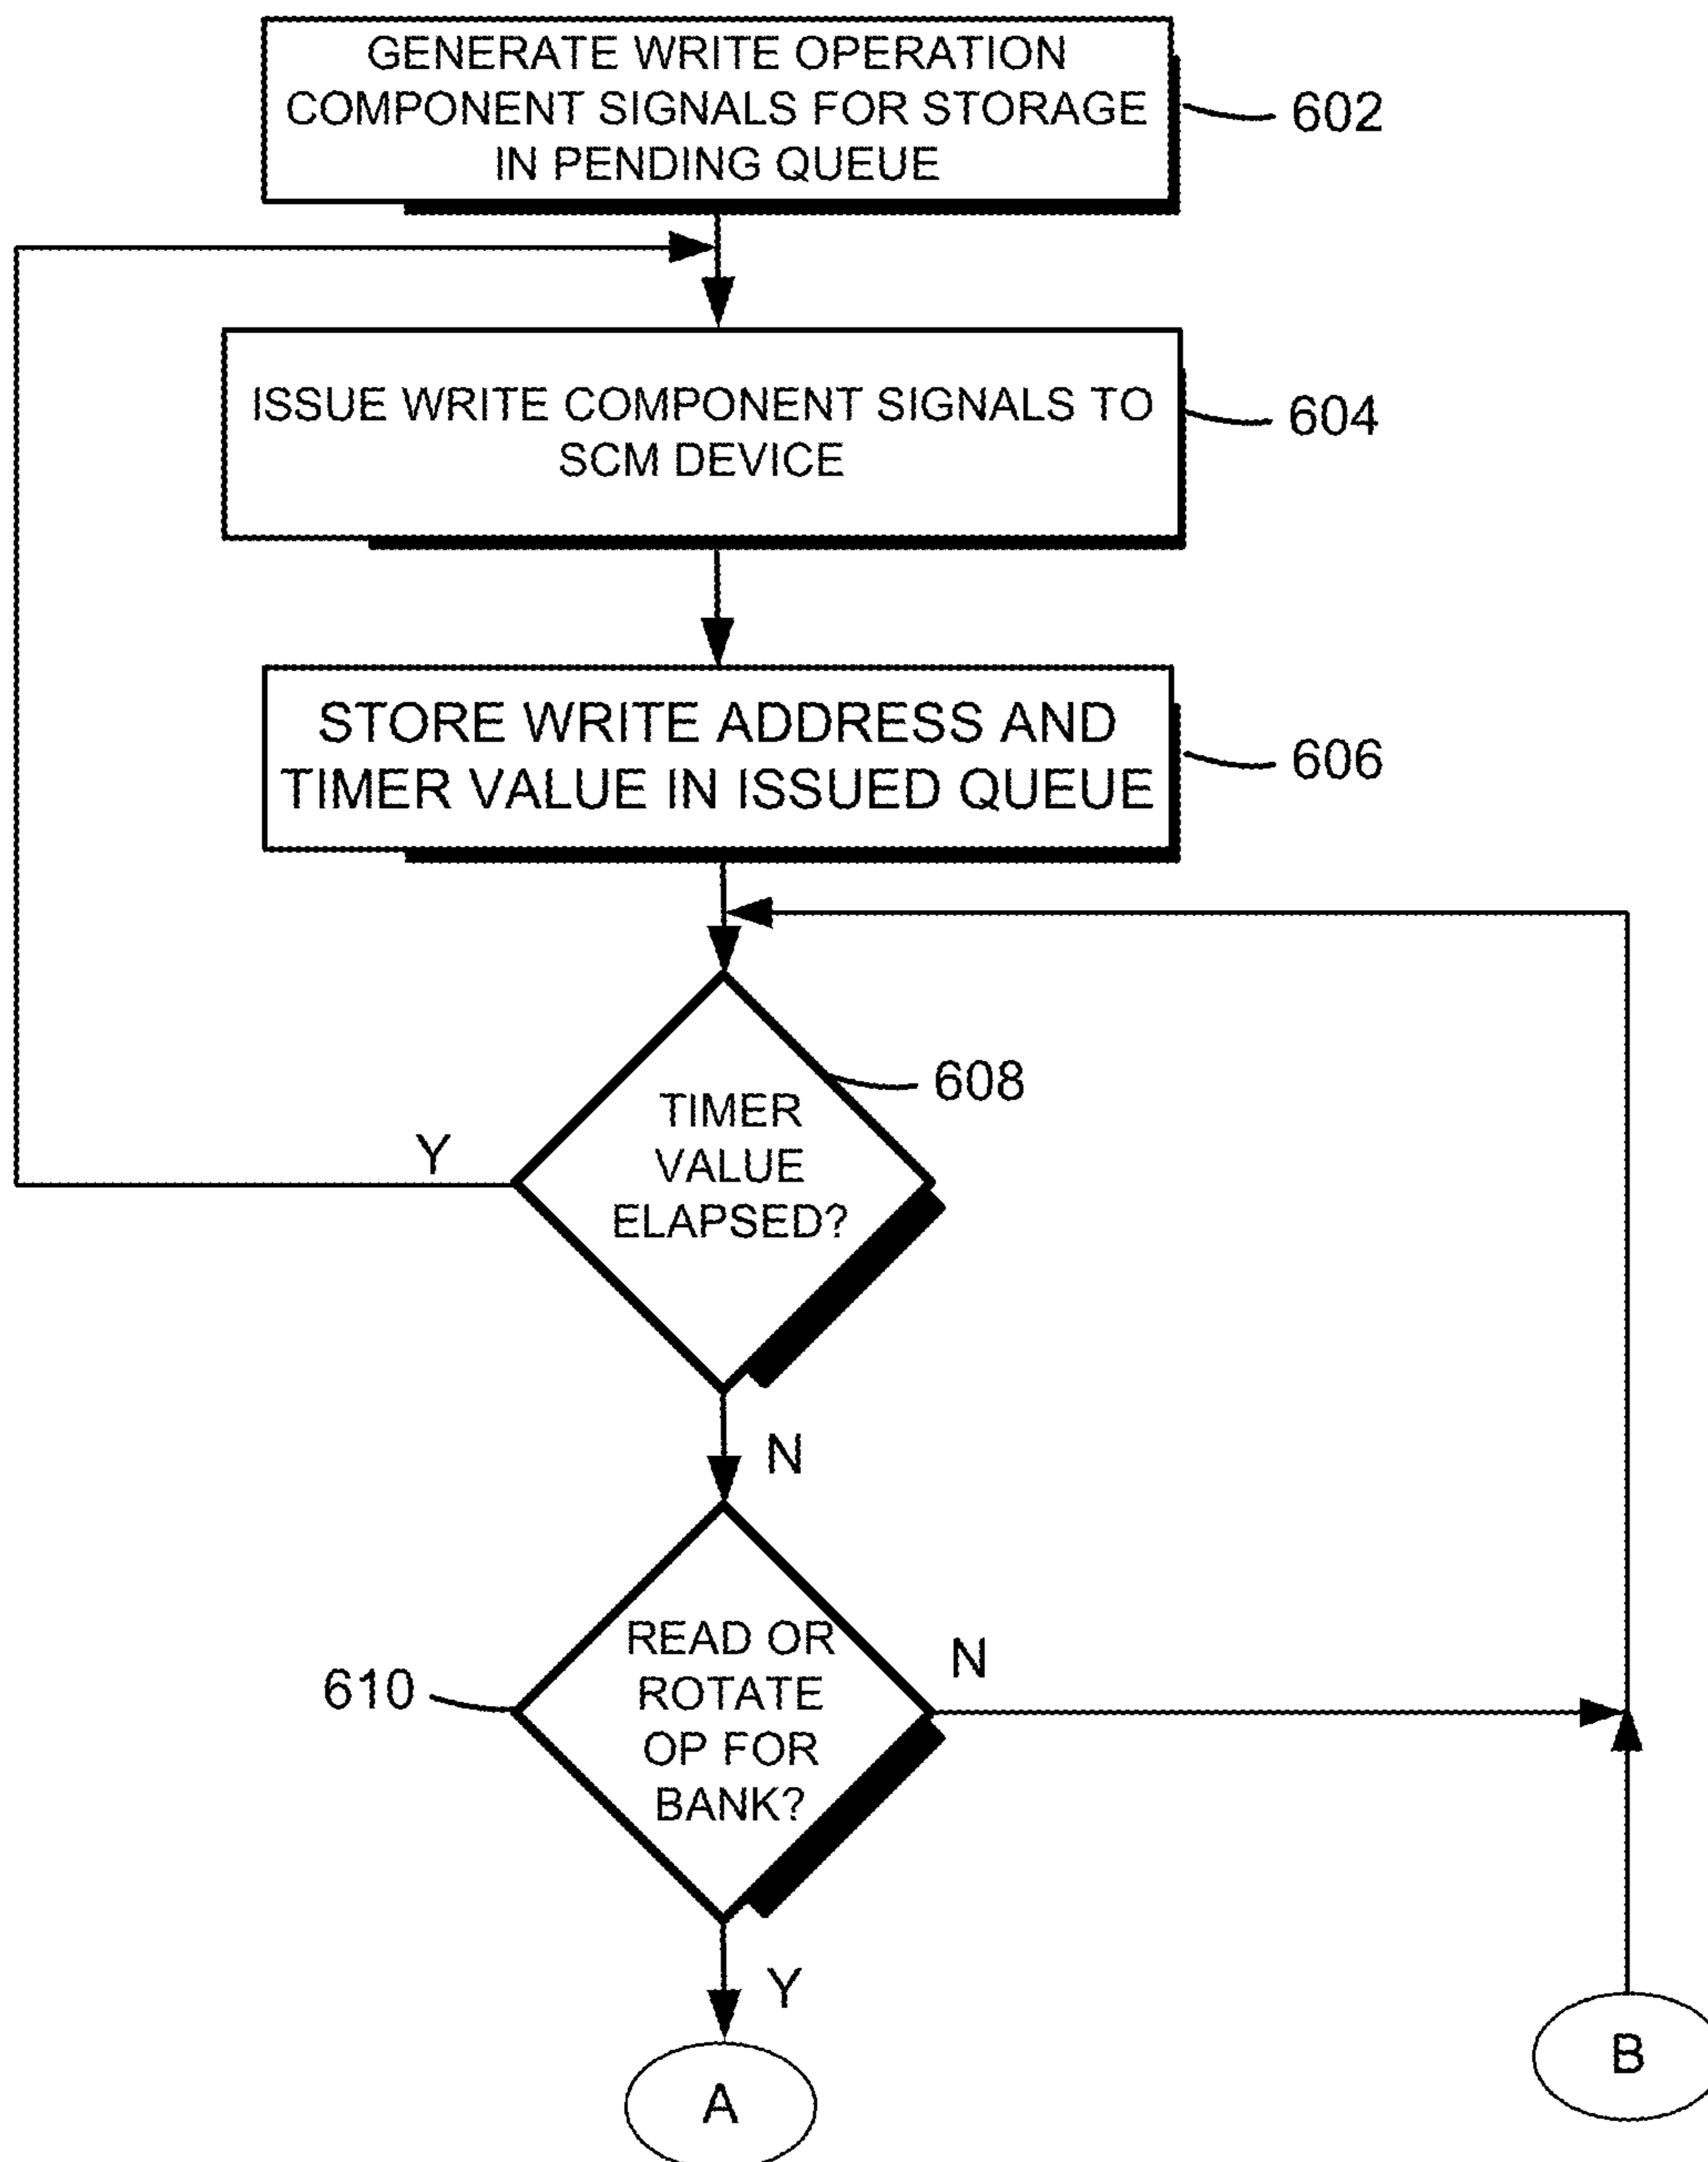 GENERATE WRITE OPERATION
COMPONENT SIGNALS FOR STORAGE
IN PENDING QUEUE
602
ISSUE WRITE COMPONENT SIGNALS TO
SCM DEVICE
604
STORE WRITE ADDRESS AND
TIMER VALUE IN ISSUED QUEUE
606
608
TIMER
VALUE
ELAPSED?
Y
N
READ OR
ROTATE
OP FOR
BANK?
610
N
Y
A
B